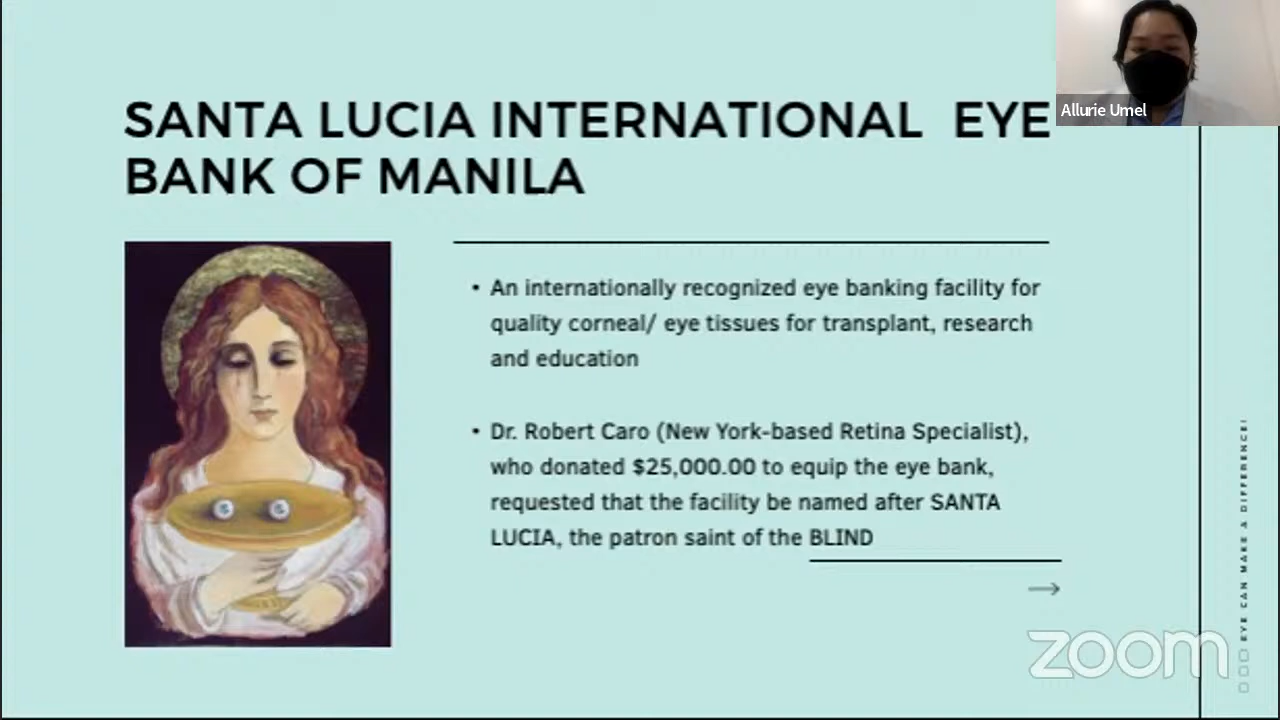 SANTA LUCIA INTERNATIONAL EYE
BANK OF MANILA
Allurie Umel
• An internationally recognized eye banking facility for
quality corneal/ eye tissues for transplant, research
and education
• Dr. Robert Caro (New York-based Retina Specialist),
who donated $25,000.00 to equip the eye bank,
requested that the facility be named after SANTA
LUCIA, the patron saint of the BLIND
→
zoom
EYE CAN MAKE A DIFFERENCE!